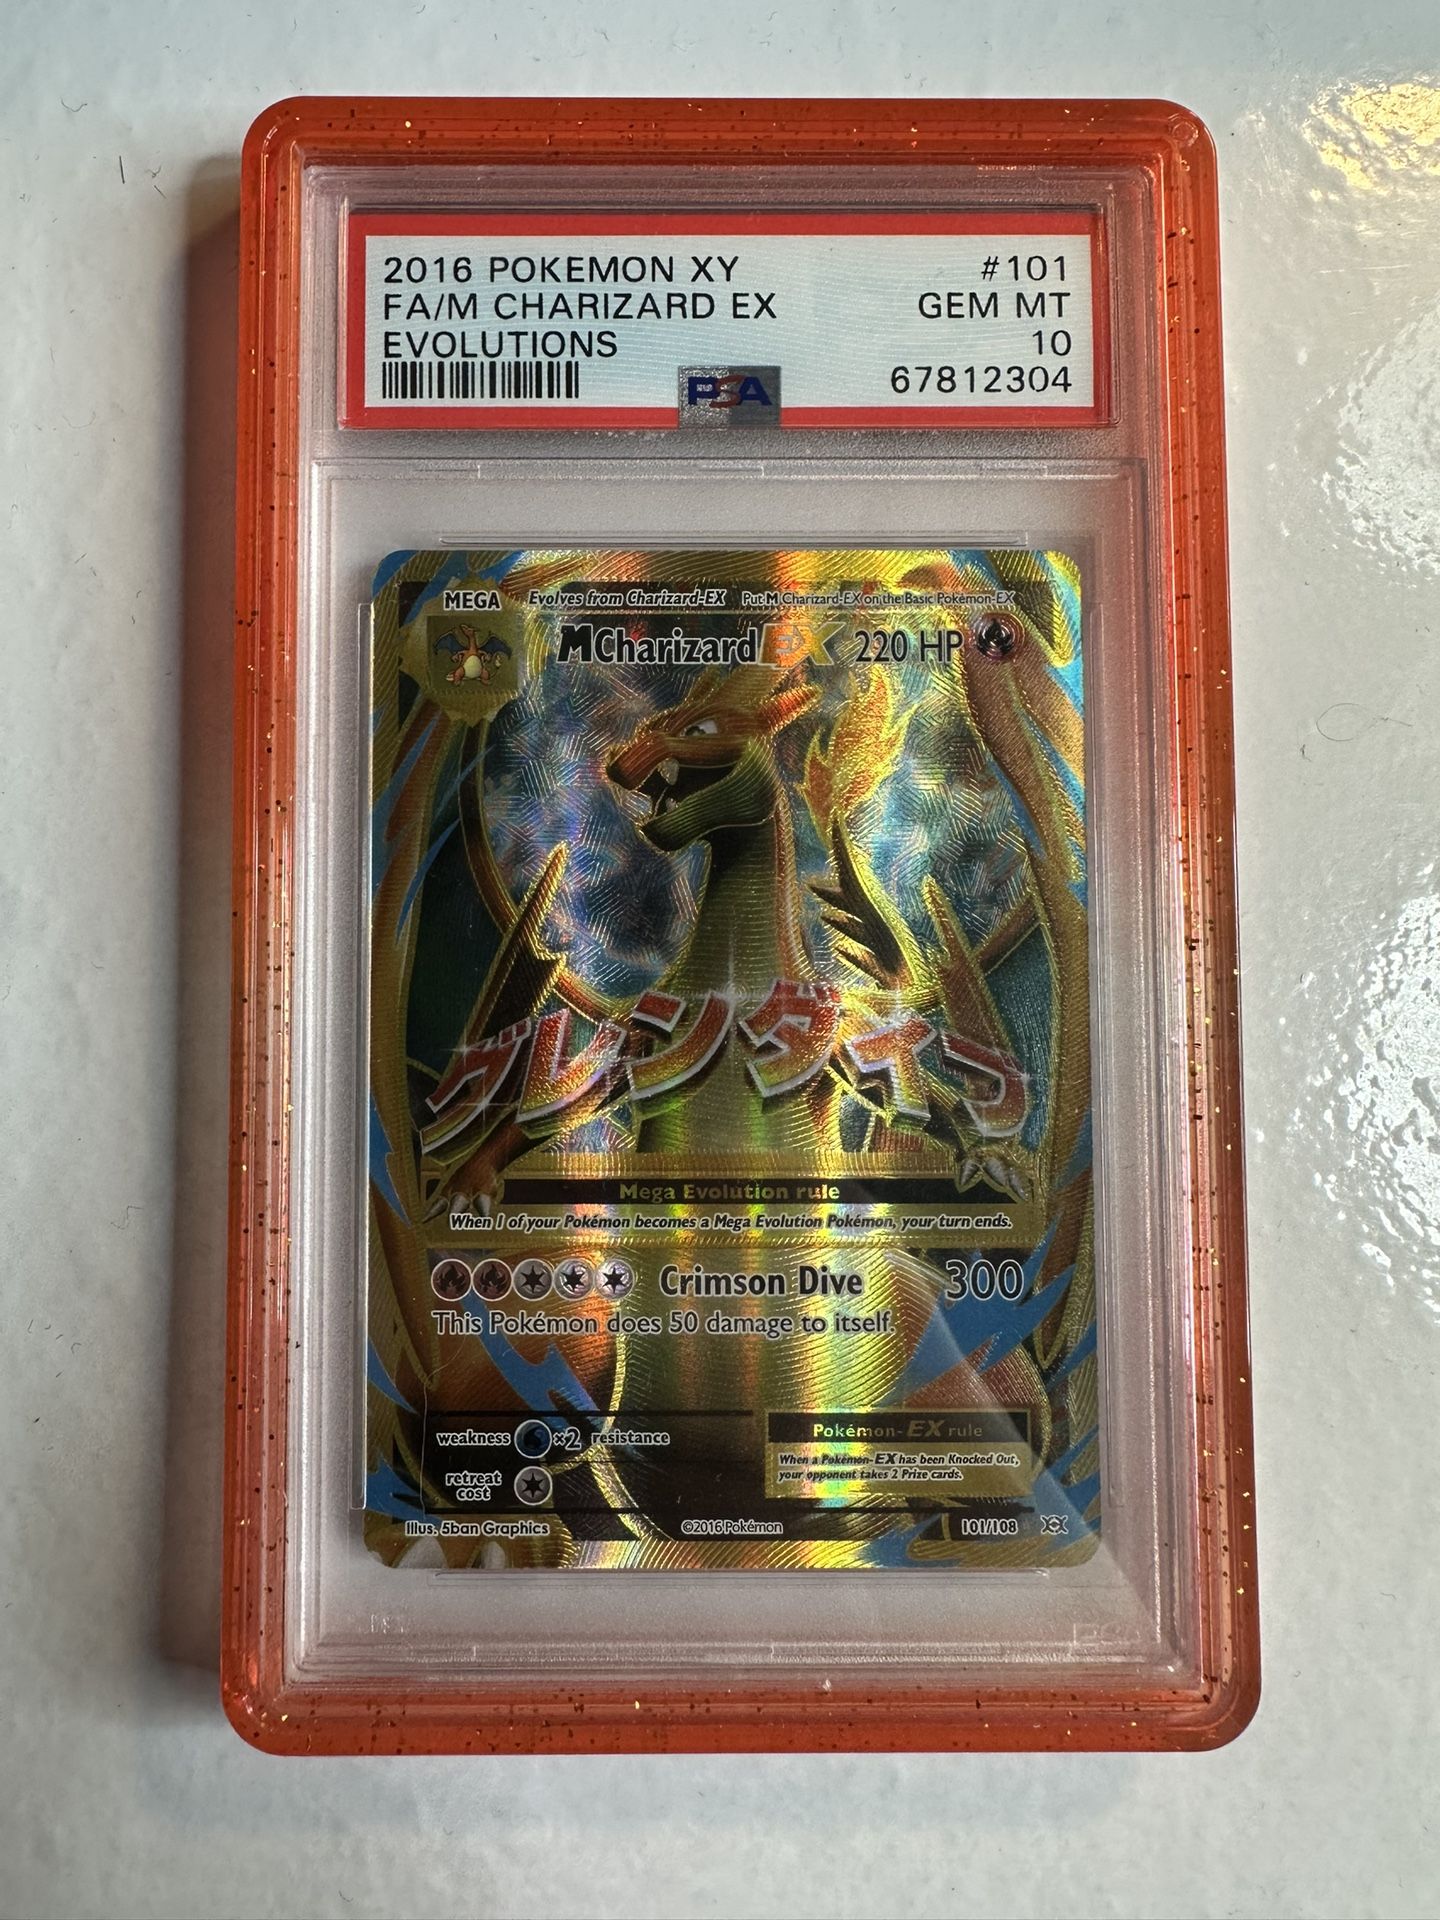 2016 POKEMON XY #101
FA/M CHARIZARD EX GEM MT
EVOLUTIONS 10
PSA 67812304
MEGA Evolves from Charizard-EX Put M Charizard-EX on the Basic Pokémon-EX
M Charizard EX 220 HP
グレンダイブ
Mega Evolution rule
When 1 of your Pokémon becomes a Mega Evolution Pokémon, your turn ends.
Crimson Dive 300
This Pokémon does 50 damage to itself.
weakness ×2 resistance
retreat
cost
Pokémon-EX rule
When a Pokémon-EX has been Knocked Out,
your opponent takes 2 Prize cards.
Illus. 5ban Graphics ©2016 Pokémon 101/108